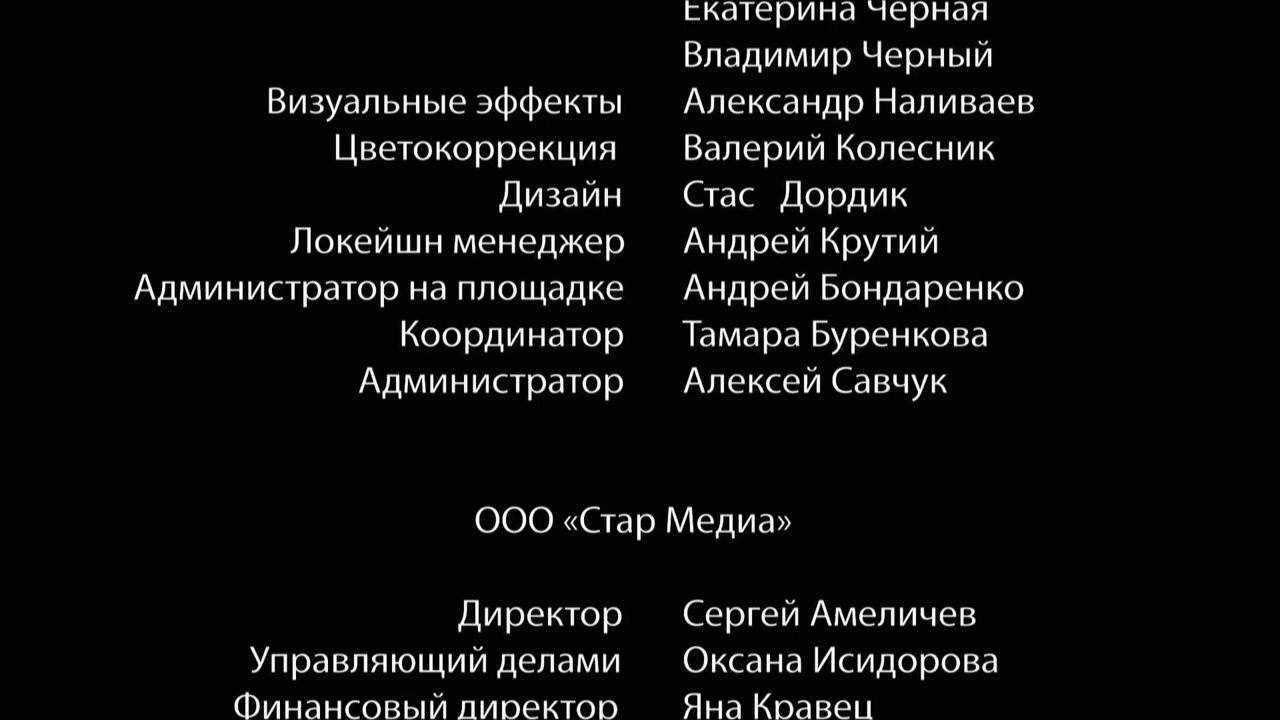 Екатерина Черная
Владимир Черный
Визуальные эффекты Александр Наливаев
Цветокоррекция Валерий Колесник
Дизайн Стас Дордик
Локейшн менеджер Андрей Крутий
Администратор на площадке Андрей Бондаренко
Координатор Тамара Буренкова
Администратор Алексей Савчук
ООО «Стар Медиа»
Директор Сергей Амеличев
Управляющий делами Оксана Исидорова
Финансовый директор Яна Кравец